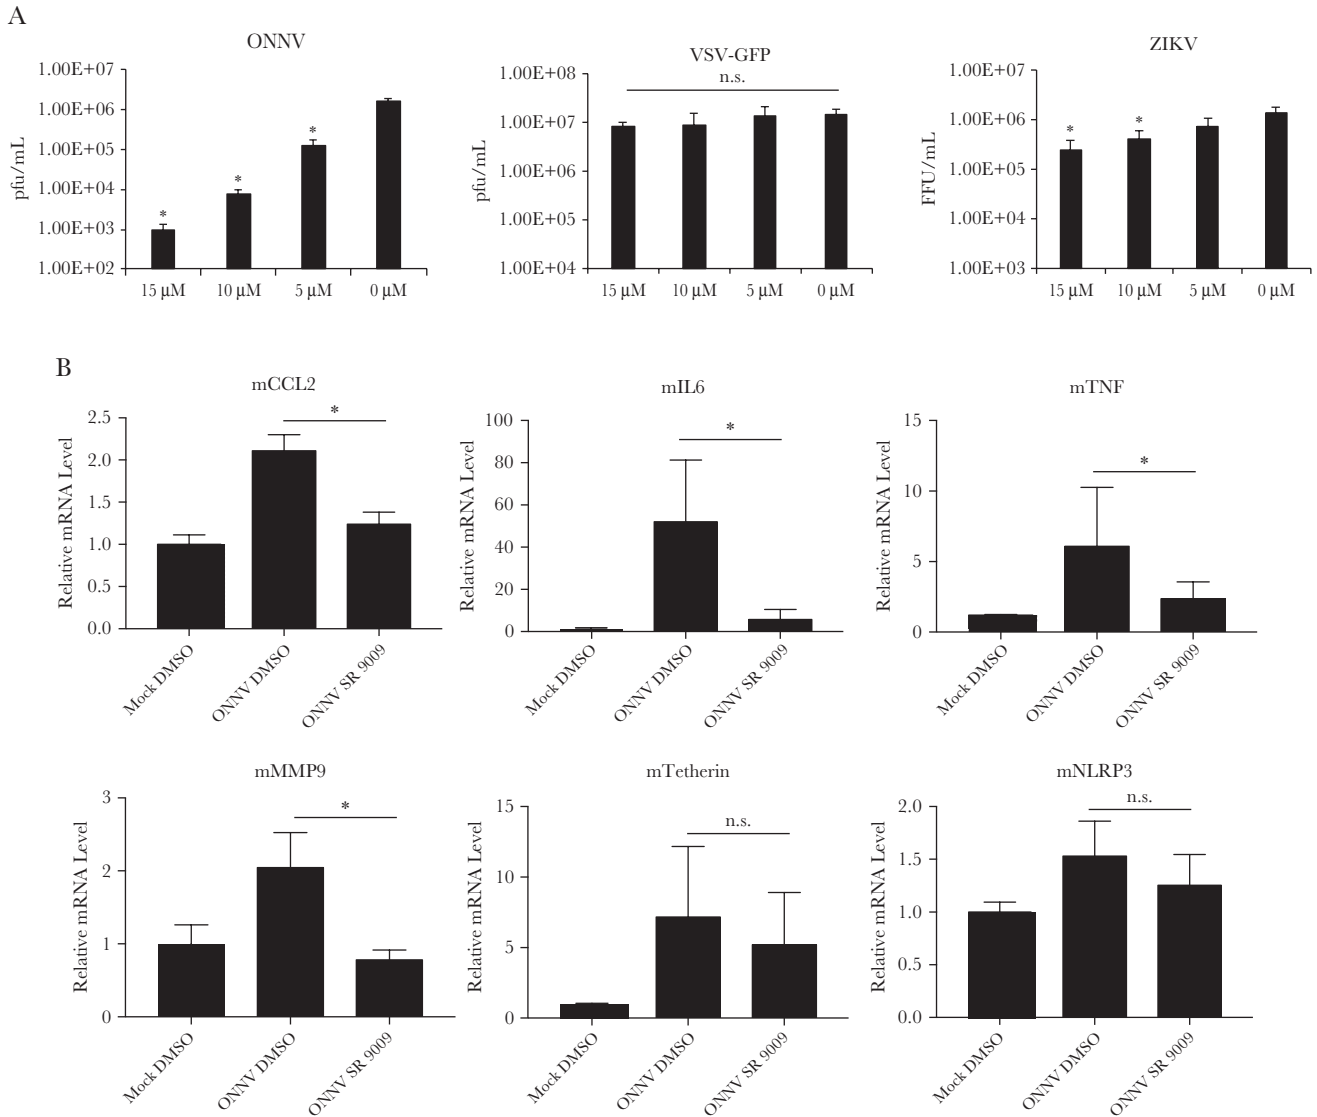 A
ONNV
pfu/mL
1.00E+07
1.00E+06
1.00E+05
1.00E+04
1.00E+03
1.00E+02
*
*
*
15 μM
10 μM
5 μM
0 μM
VSV-GFP
n.s.
pfu/mL
1.00E+08
1.00E+07
1.00E+06
1.00E+05
1.00E+04
15 μM
10 μM
5 μM
0 μM
ZIKV
FFU/mL
1.00E+07
1.00E+06
1.00E+05
1.00E+04
1.00E+03
*
*
15 μM
10 μM
5 μM
0 μM
B
mCCL2
Relative mRNA Level
2.5
2.0
1.5
1.0
0.5
0.0
*
Mock DMSO
ONNV DMSO
ONNV SR 9009
mIL6
Relative mRNA Level
100
80
60
40
20
0
*
Mock DMSO
ONNV DMSO
ONNV SR 9009
mTNF
Relative mRNA Level
15
10
5
0
*
Mock DMSO
ONNV DMSO
ONNV SR 9009
mMMP9
Relative mRNA Level
3
2
1
0
*
Mock DMSO
ONNV DMSO
ONNV SR 9009
mTetherin
Relative mRNA Level
15
10
5
0
n.s.
Mock DMSO
ONNV DMSO
ONNV SR 9009
mNLRP3
Relative mRNA Level
2.0
1.5
1.0
0.5
0.0
n.s.
Mock DMSO
ONNV DMSO
ONNV SR 9009